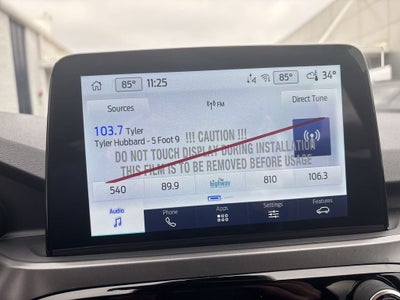 85° 11:25 85° 34°
Sources FM Direct Tune
103.7 Tyler
Tyler Hubbard - 5 Foot 9
!!! CAUTION !!!
DO NOT TOUCH DISPLAY DURING INSTALLATION
THIS FILM IS TO BE REMOVED BEFORE USAGE
540 89.9 the highway 810 106.3
Audio Phone Apps Settings Features